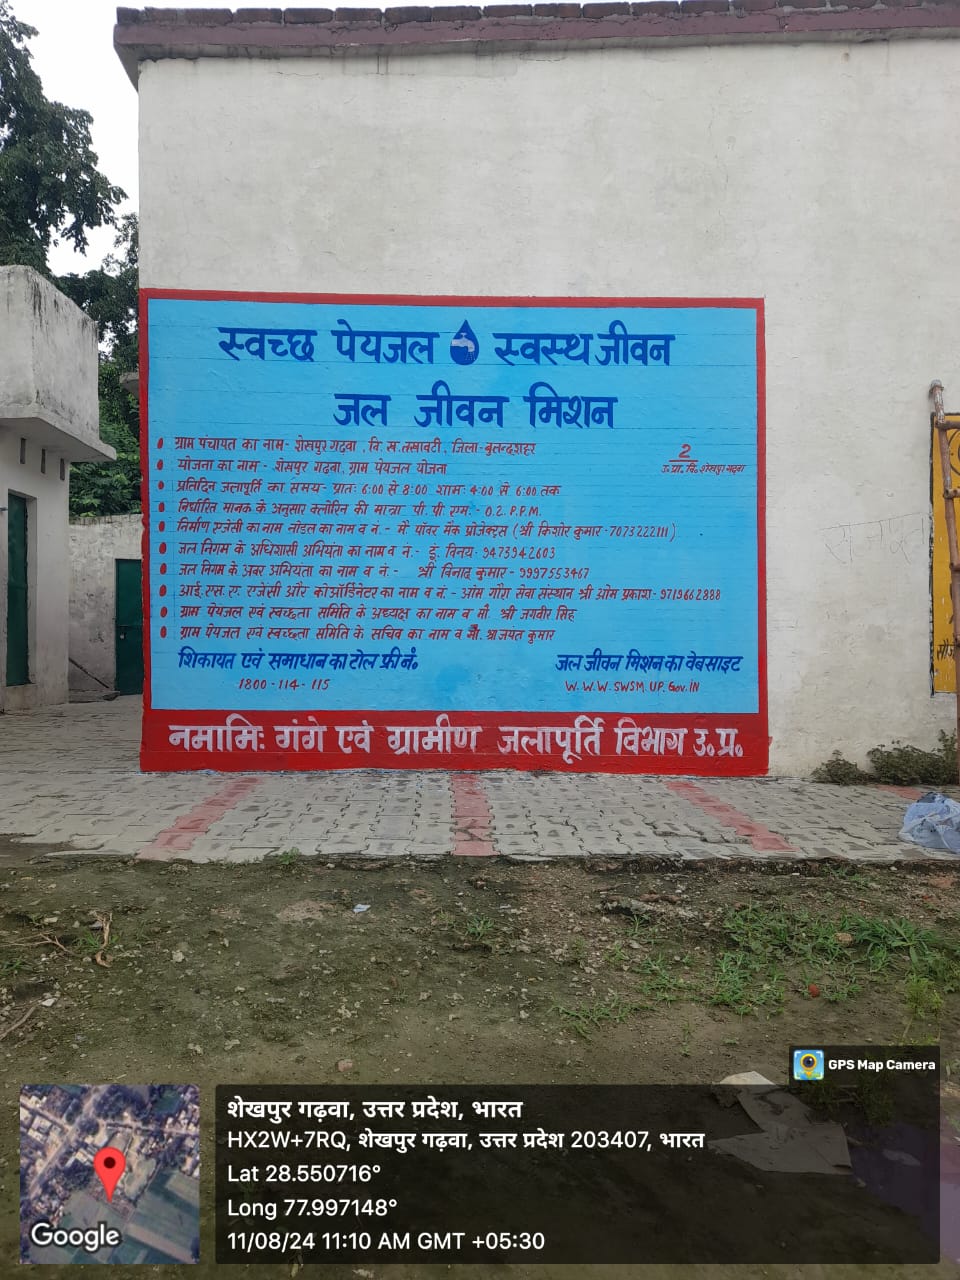 स्वच्छ पेयजल स्वस्थ जीवन
जल जीवन मिशन
ग्राम पंचायत का नाम- शेखपुर गढ़वा, वि. स. लखावटी, जिला- बुलन्दशहर
योजना का नाम - शेखपुर गढवा, ग्राम पेयजल योजना
2
उ.प्रा.वि. शेखपुर गढवा
प्रतिदिन जलापूर्ति का समय- प्रातः 6:00 से 8:00 शामः 4:00 से 6:00 तक
निर्धारित मानक के अनुसार क्लोरिन की मात्रा पी. पी. एम. - 0.2. P.P.M.
निर्माण एजेंसी का नाम नोडल का नाम व नं. - मै. पॉवर मैक प्रोजेक्ट्स (श्री किशोर कुमार - 7073222111)
जल निगम के अधिशासी अभियंता का नाम व नं. - इं. विनय- 9473942603
जल निगम के अवर अभियंता का नाम व नं. - श्री विनोद कुमार - 9997553467
आई. एस. ए. एजेंसी और कोऑर्डिनेटर का नाम व नं. - ओम गौरा सेवा संस्थान श्री ओम प्रकाश- 9719662888
ग्राम पेयजल एवं स्वच्छता समिति के अध्यक्ष का नाम व मो. श्री जगवीर सिंह
ग्राम पेयजल एवं स्वच्छता समिति के सचिव का नाम व मो. श्री जयंत कुमार
शिकायत एवं समाधान का टोल फ्री नं.
1800-114-115
जल जीवन मिशन का वेबसाइट
W.W.W. SWSM. UP. Gov. IN
नमामिः गंगे एवं ग्रामीण जलापूर्ति विभाग उ. प्र.
GPS Map Camera
शेखपुर गढ़वा, उत्तर प्रदेश, भारत
HX2W+7RQ, शेखपुर गढ़वा, उत्तर प्रदेश 203407, भारत
Lat 28.550716°
Long 77.997148°
11/08/24 11:10 AM GMT +05:30
Google